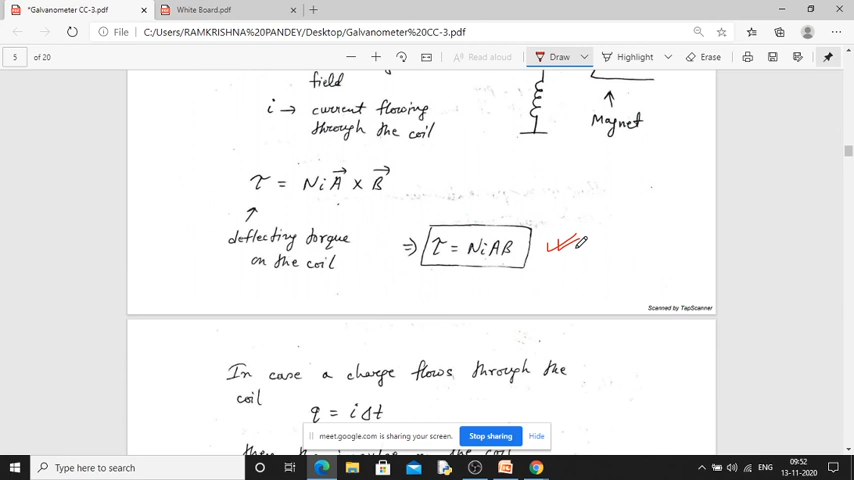 *Galvanometer CC-3.pdf
White Board.pdf
C:/Users/RAMKRISHNA%20PANDEY/Desktop/Galvanometer%20CC-3.pdf
5 of 20
Read aloud
Draw
Highlight
Erase
field
i → current flowing
through the coil
Magnet
τ = Ni A⃗ × B⃗
deflecting torque
on the coil
⇒ τ = NiAB
Scanned by TapScanner
In case a charge flows through the
coil
q = iΔt
meet.google.com is sharing your screen.
Stop sharing
Hide
the coil
Type here to search
ENG
09:52
13-11-2020